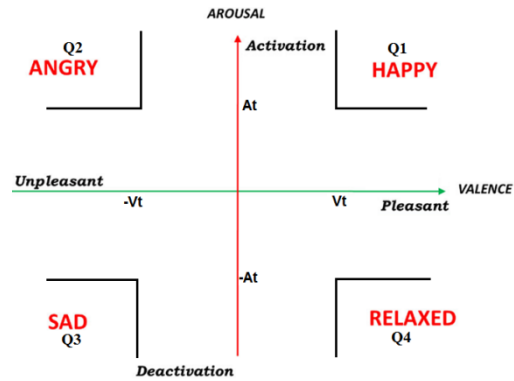 AROUSAL
Q2
Activation
Q1
ANGRY
HAPPY
At
Unpleasant
VALENCE
-Vt
Vt
Pleasant
-At
SAD
RELAXED
Q3
Q4
Deactivation